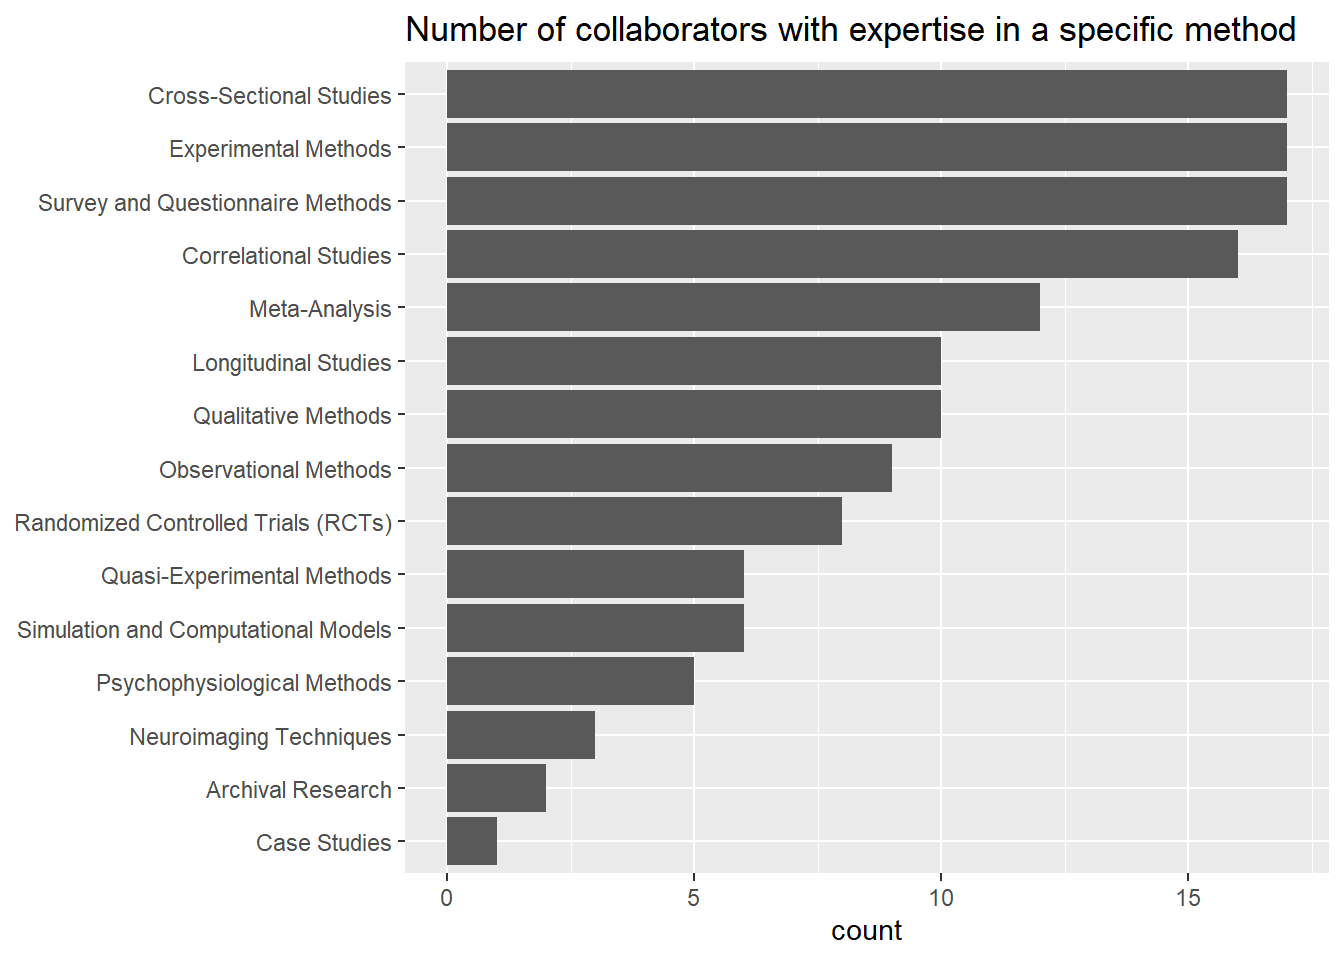 Number of collaborators with expertise in a specific method
Cross-Sectional Studies
Experimental Methods
Survey and Questionnaire Methods
Correlational Studies
Meta-Analysis
Longitudinal Studies
Qualitative Methods
Observational Methods
Randomized Controlled Trials (RCTs)
Quasi-Experimental Methods
Simulation and Computational Models
Psychophysiological Methods
Neuroimaging Techniques
Archival Research
Case Studies
0 5 10 15
count